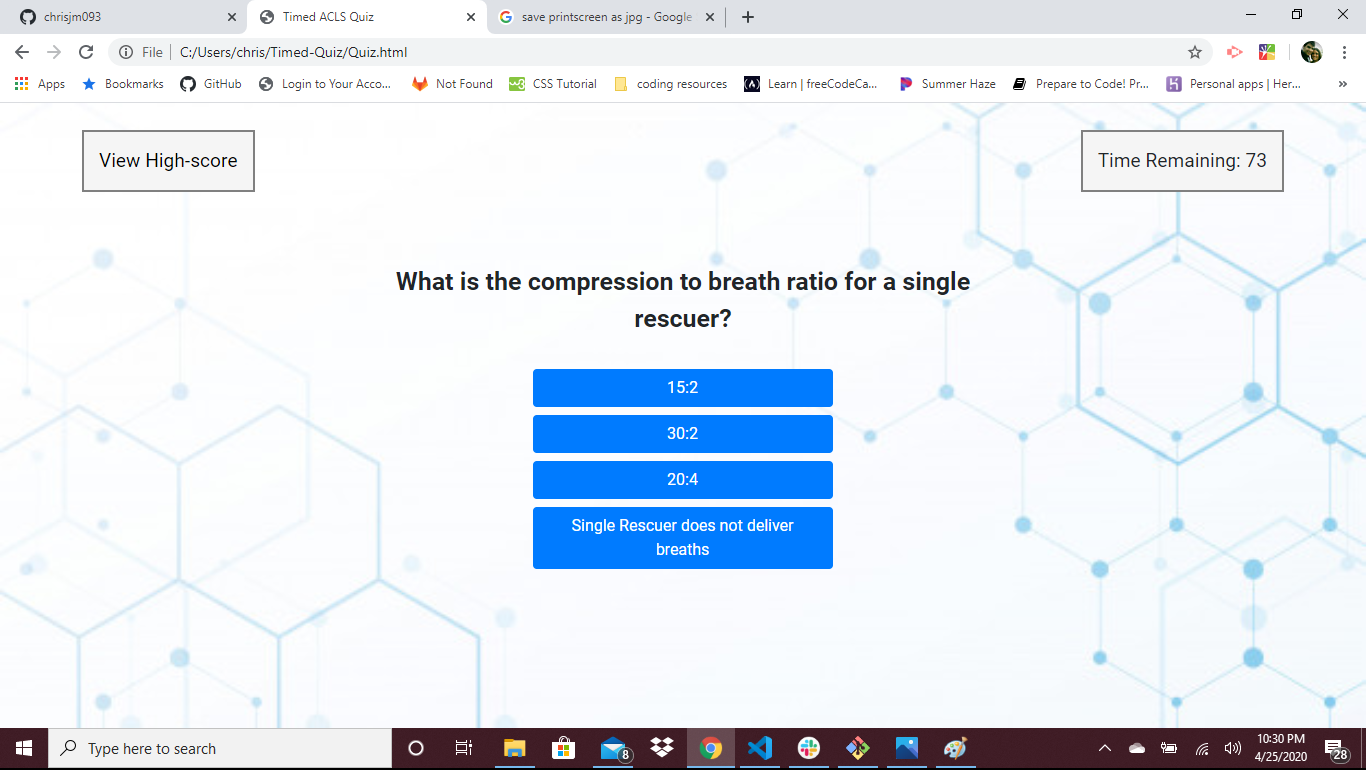 chrisjm093
Timed ACLS Quiz
save printscreen as jpg - Google
File
C:/Users/chris/Timed-Quiz/Quiz.html
Apps
Bookmarks
GitHub
Login to Your Acco...
Not Found
CSS Tutorial
coding resources
Learn | freeCodeCa...
Summer Haze
Prepare to Code! Pr...
Personal apps | Her...
»
View High-score
Time Remaining: 73
What is the compression to breath ratio for a single
rescuer?
15:2
30:2
20:4
Single Rescuer does not deliver
breaths
Type here to search
8
10:30 PM
4/25/2020
28